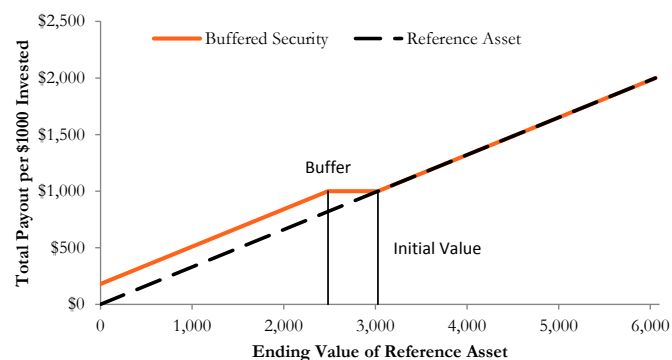 $2,500
Buffered Security
Reference Asset
$2,000
$1,500
$1,000
$500
$0
Total Payout per $1000 Invested
Buffer
Initial Value
0
1,000
2,000
3,000
4,000
5,000
6,000
Ending Value of Reference Asset